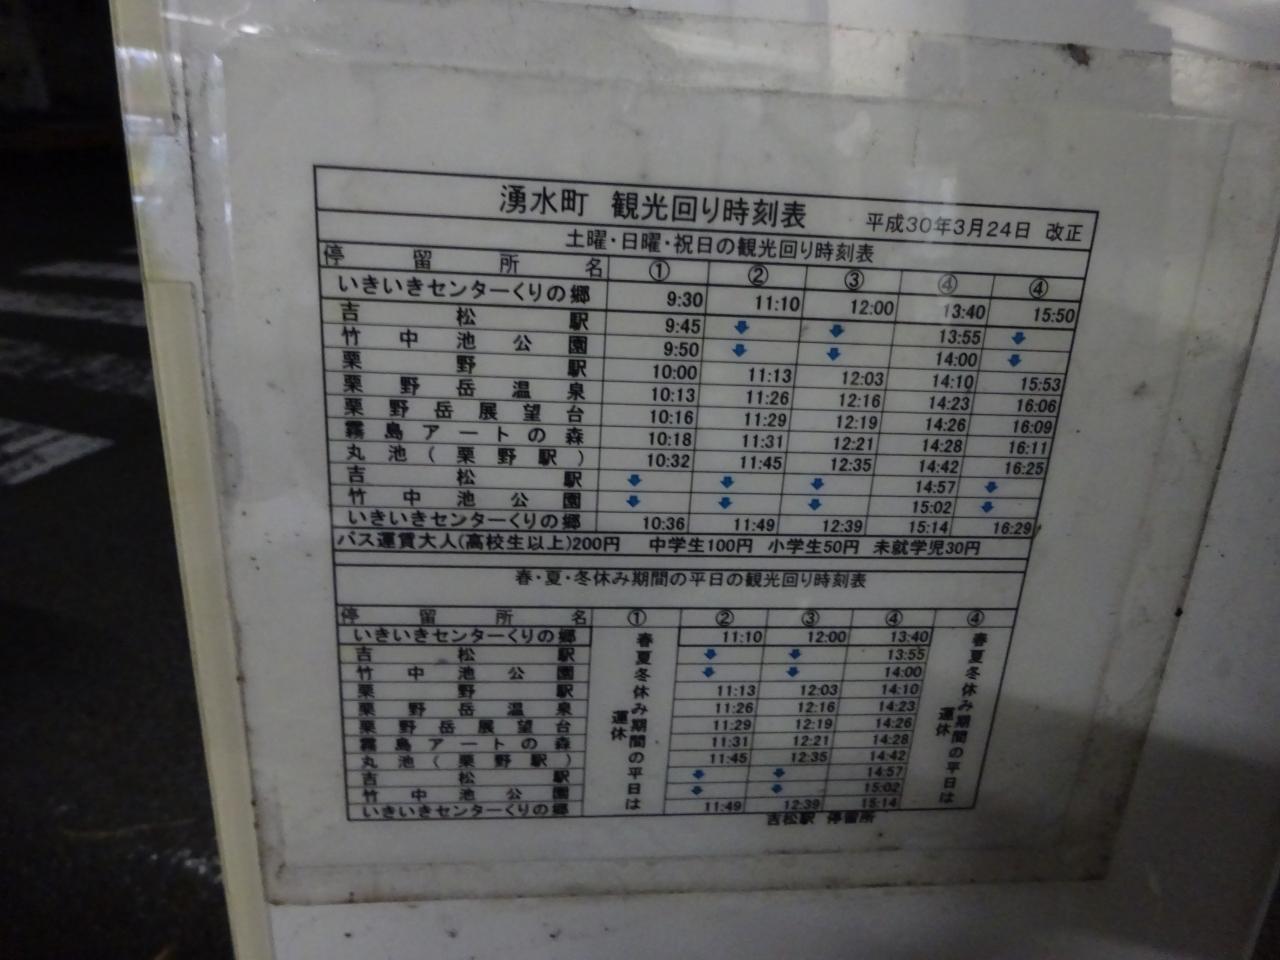 湧水町 観光回り時刻表 平成30年3月24日 改正
土曜・日曜・祝日の観光回り時刻表
停留所名 ① ② ③ ④ ④
いきいきセンターくりの郷 9:30 11:10 12:00 13:40 15:50
吉松駅 9:45 13:55
竹中池公園 9:50 14:00
栗野駅 10:00 11:13 12:03 14:10 15:53
栗野岳温泉 10:13 11:26 12:16 14:23 16:06
栗野岳展望台 10:16 11:29 12:19 14:26 16:09
霧島アートの森 10:18 11:31 12:21 14:28 16:11
丸池(栗野駅) 10:32 11:45 12:35 14:42 16:25
吉松駅 14:57
竹中池公園 15:02
いきいきセンターくりの郷 10:36 11:49 12:39 15:14 16:29
バス運賃大人(高校生以上)200円 中学生100円 小学生50円 未就学児30円
春・夏・冬休み期間の平日の観光回り時刻表
停留所名 ① ② ③ ④ ④
いきいきセンターくりの郷 11:10 12:00 13:40
吉松駅 13:55
竹中池公園 14:00
栗野駅 11:13 12:03 14:10
栗野岳温泉 11:26 12:16 14:23
栗野岳展望台 11:29 12:19 14:26
霧島アートの森 11:31 12:21 14:28
丸池(栗野駅) 11:45 12:35 14:42
吉松駅 14:57
竹中池公園 15:02
いきいきセンターくりの郷 11:49 12:39 15:14
春夏冬休み期間の平日は
運休
春夏冬休み期間の平日は
運休
吉松駅 停留所